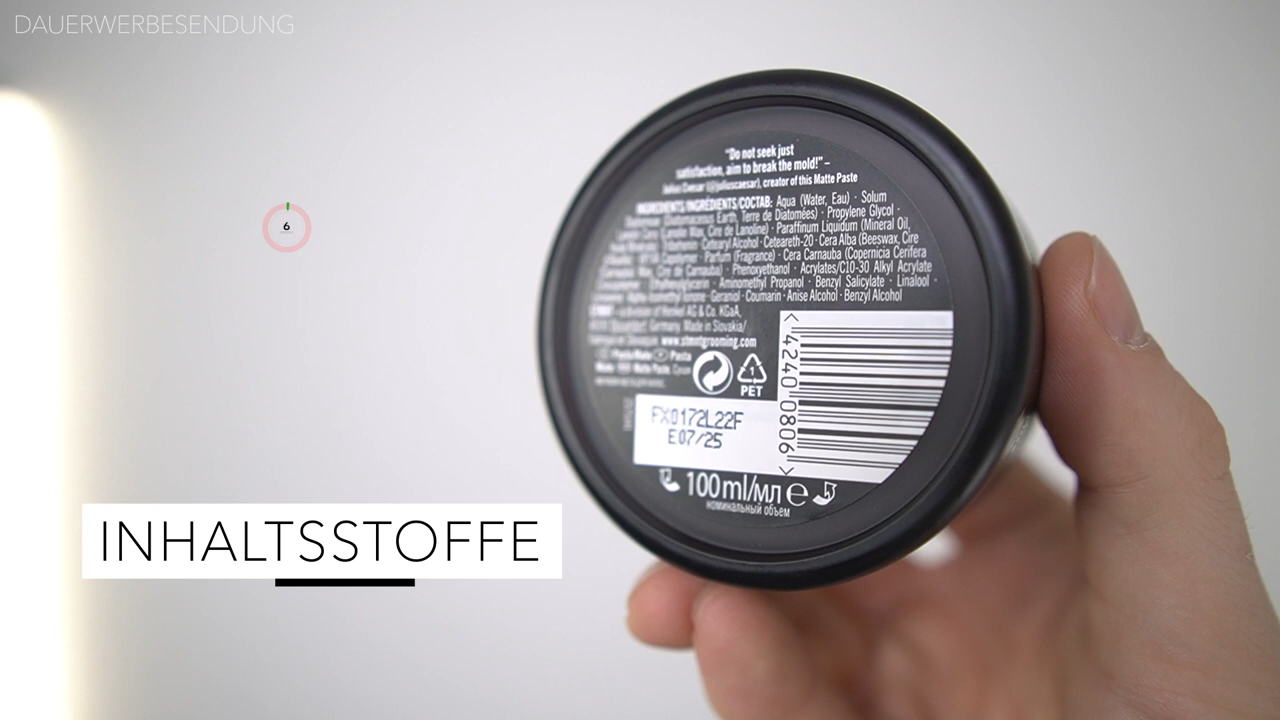 DAUERWERBESENDUNG
6
"Do not seek just
satisfaction, aim to break the mold!" –
Julius Caesar (@juliuscaesar), creator of this Matte Paste
INGREDIENTS/INGRÉDIENTS/СОСТАВ: Aqua (Water, Eau) · Solum
(Diatomaceous Earth, Terre de Diatomées) · Propylene Glycol ·
(Lanolin Wax, Cire de Lanoline) · Paraffinum Liquidum (Mineral Oil,
Cetearyl Alcohol · Ceteareth-20 · Cera Alba (Beeswax, Cire
Copolymer · Parfum (Fragrance) · Cera Carnauba (Copernicia Cerifera
Wax, Cire de Carnauba) · Phenoxyethanol · Acrylates/C10-30 Alkyl Acrylate
Ethylhexylglycerin · Aminomethyl Propanol · Benzyl Salicylate · Linalool ·
Geraniol · Coumarin · Anise Alcohol · Benzyl Alcohol
division of Henkel AG & Co. KGaA,
Germany. Made in Slovakia/
www.stmntgrooming.com
Pasta
Matte Paste
1
PET
FX0172L22F
E07/25
<4240 0806>
100ml/мл e
номинальный объем
INHALTSSTOFFE